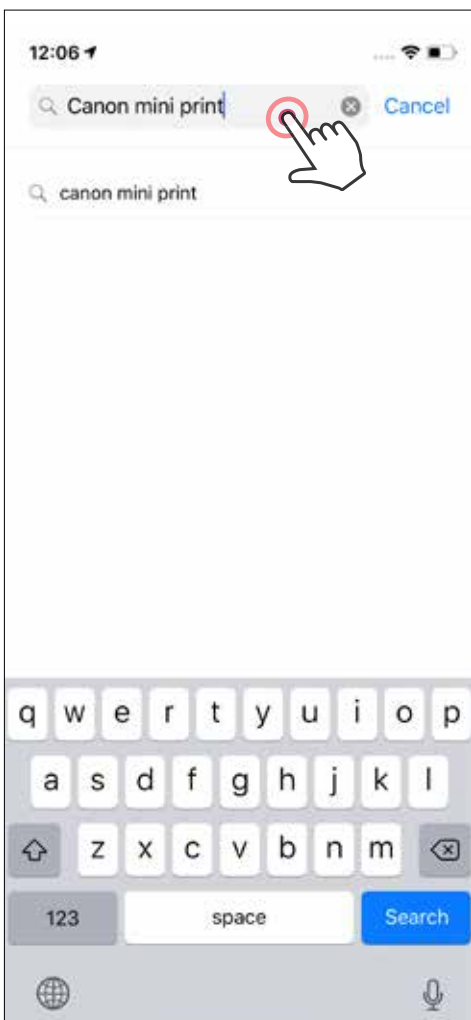 12:06
Canon mini print Cancel
canon mini print
q w e r t y u i o p
a s d f g h j k l
z x c v b n m
123 space Search